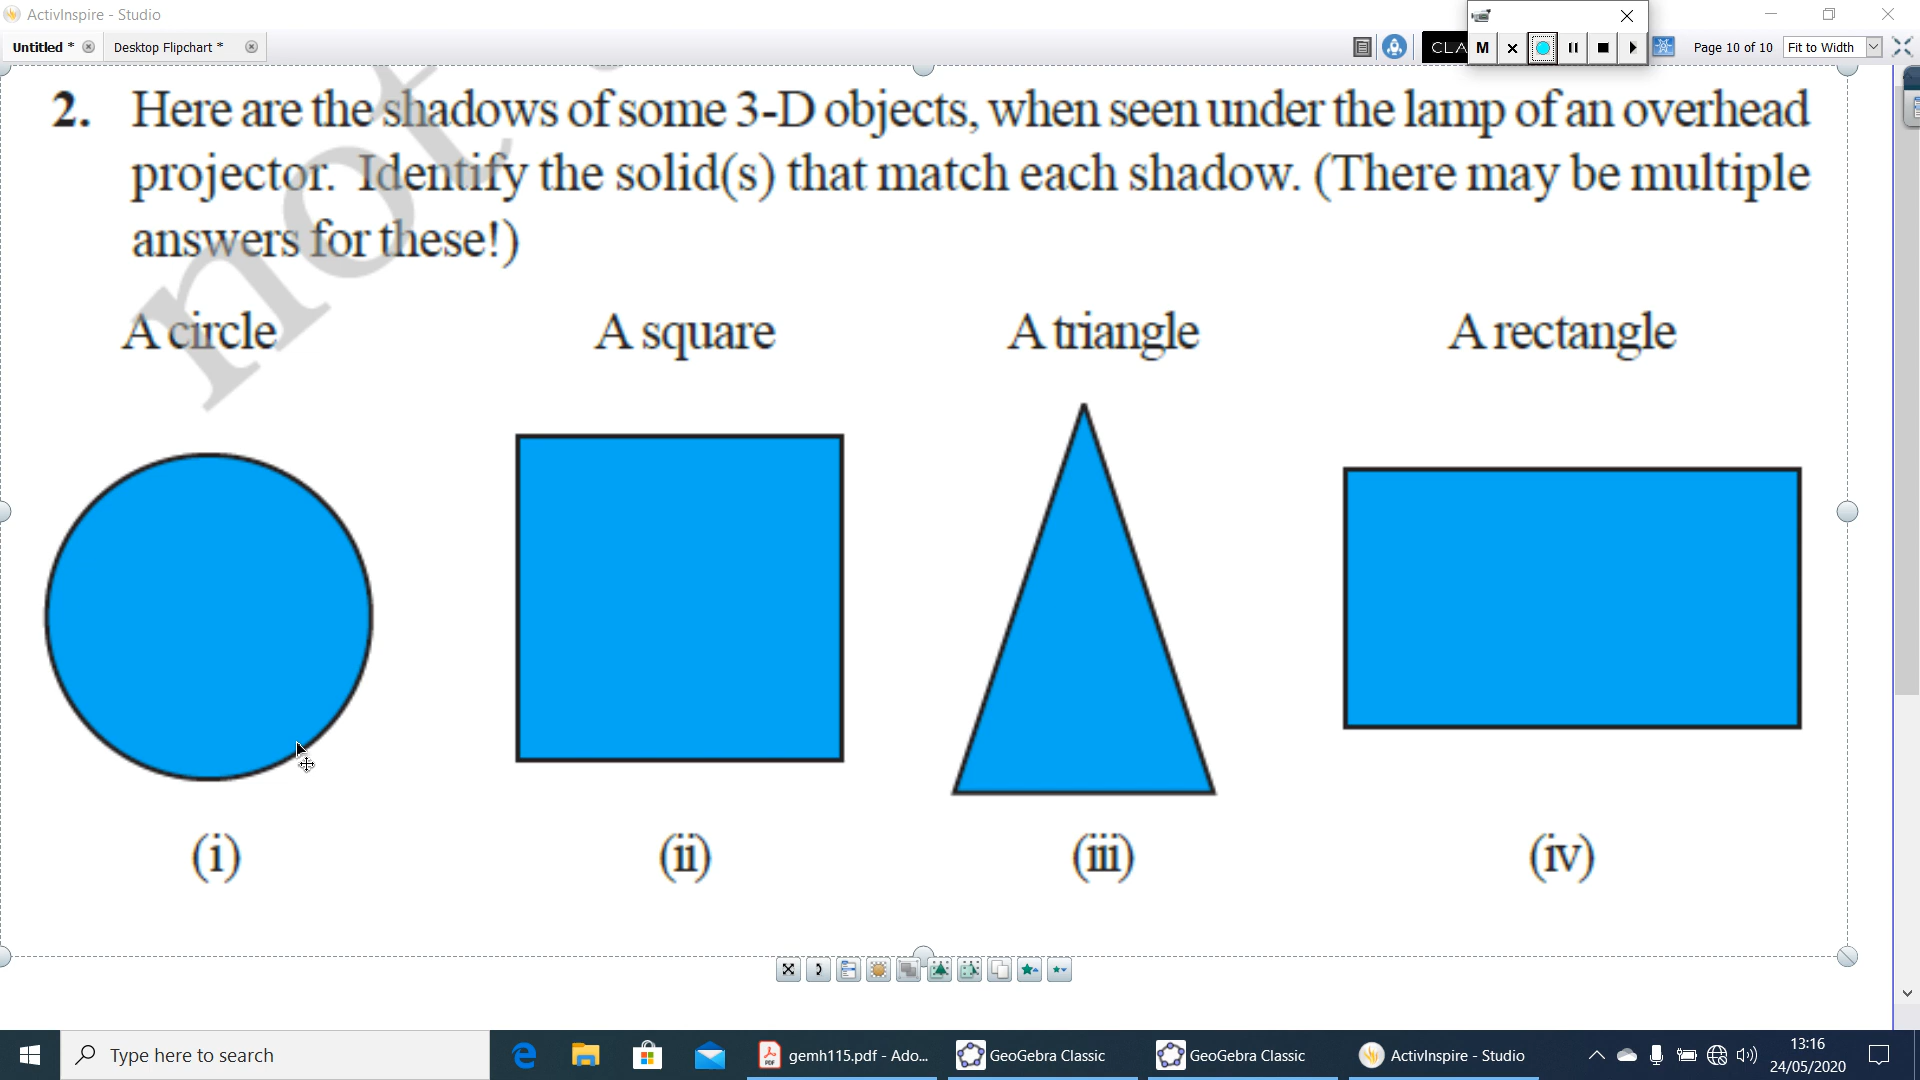 ActivInspire - Studio
Untitled *
Desktop Flipchart *
CLA
M
Page 10 of 10
Fit to Width
2. Here are the shadows of some 3-D objects, when seen under the lamp of an overhead
projector. Identify the solid(s) that match each shadow. (There may be multiple
answers for these!)
not
A circle
A square
A triangle
A rectangle
(i)
(ii)
(iii)
(iv)
Type here to search
gemh115.pdf - Ado...
GeoGebra Classic
GeoGebra Classic
ActivInspire - Studio
13:16
24/05/2020